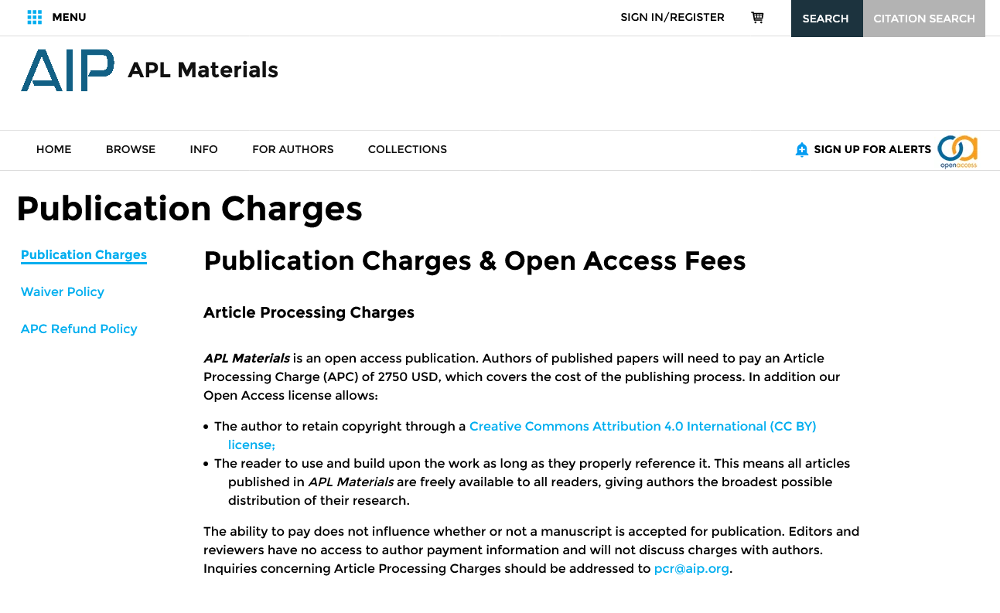 MENU
SIGN IN/REGISTER
SEARCH
CITATION SEARCH
AIP APL Materials
HOME
BROWSE
INFO
FOR AUTHORS
COLLECTIONS
SIGN UP FOR ALERTS
openaccess
Publication Charges
Publication Charges
Waiver Policy
APC Refund Policy
Publication Charges & Open Access Fees
Article Processing Charges
APL Materials is an open access publication. Authors of published papers will need to pay an Article
Processing Charge (APC) of 2750 USD, which covers the cost of the publishing process. In addition our
Open Access license allows:
• The author to retain copyright through a Creative Commons Attribution 4.0 International (CC BY)
license;
• The reader to use and build upon the work as long as they properly reference it. This means all articles
published in APL Materials are freely available to all readers, giving authors the broadest possible
distribution of their research.
The ability to pay does not influence whether or not a manuscript is accepted for publication. Editors and
reviewers have no access to author payment information and will not discuss charges with authors.
Inquiries concerning Article Processing Charges should be addressed to pcr@aip.org.